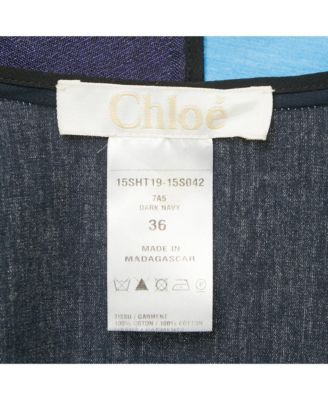 Chloé
15SHT19-15S042
7A5
DARK NAVY
36
MADE IN
MADAGASCAR
TISSU / GARMENT
100% COTON / 100% COTTON